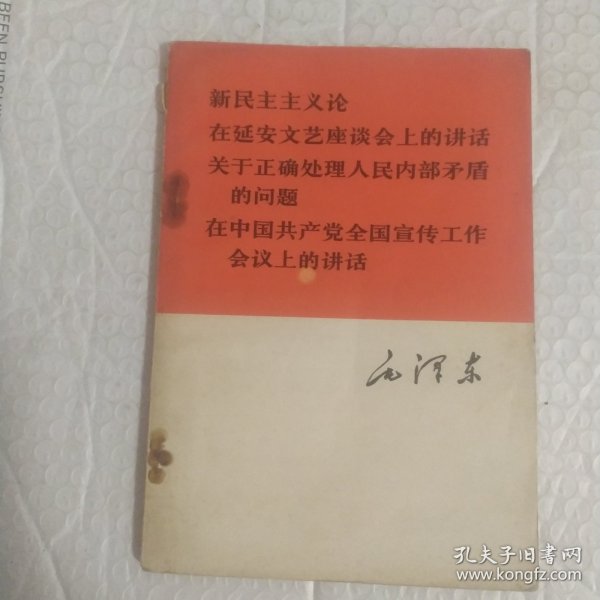 新民主主义论
在延安文艺座谈会上的讲话
关于正确处理人民内部矛盾
的问题
在中国共产党全国宣传工作
会议上的讲话
毛泽东
孔夫子旧书网
www.kongfz.com